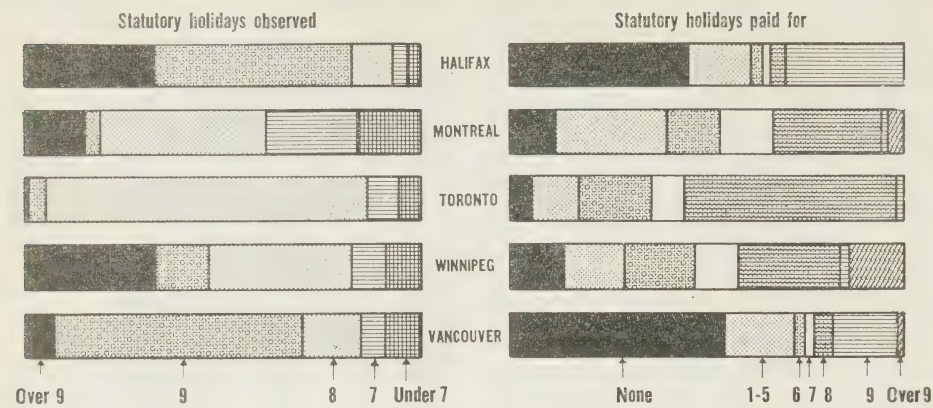 Statutory holidays observed
Statutory holidays paid for
HALIFAX
MONTREAL
TORONTO
WINNIPEG
VANCOUVER
Over 9 9 8 7 Under 7
None 1-5 6 7 8 9 Over 9